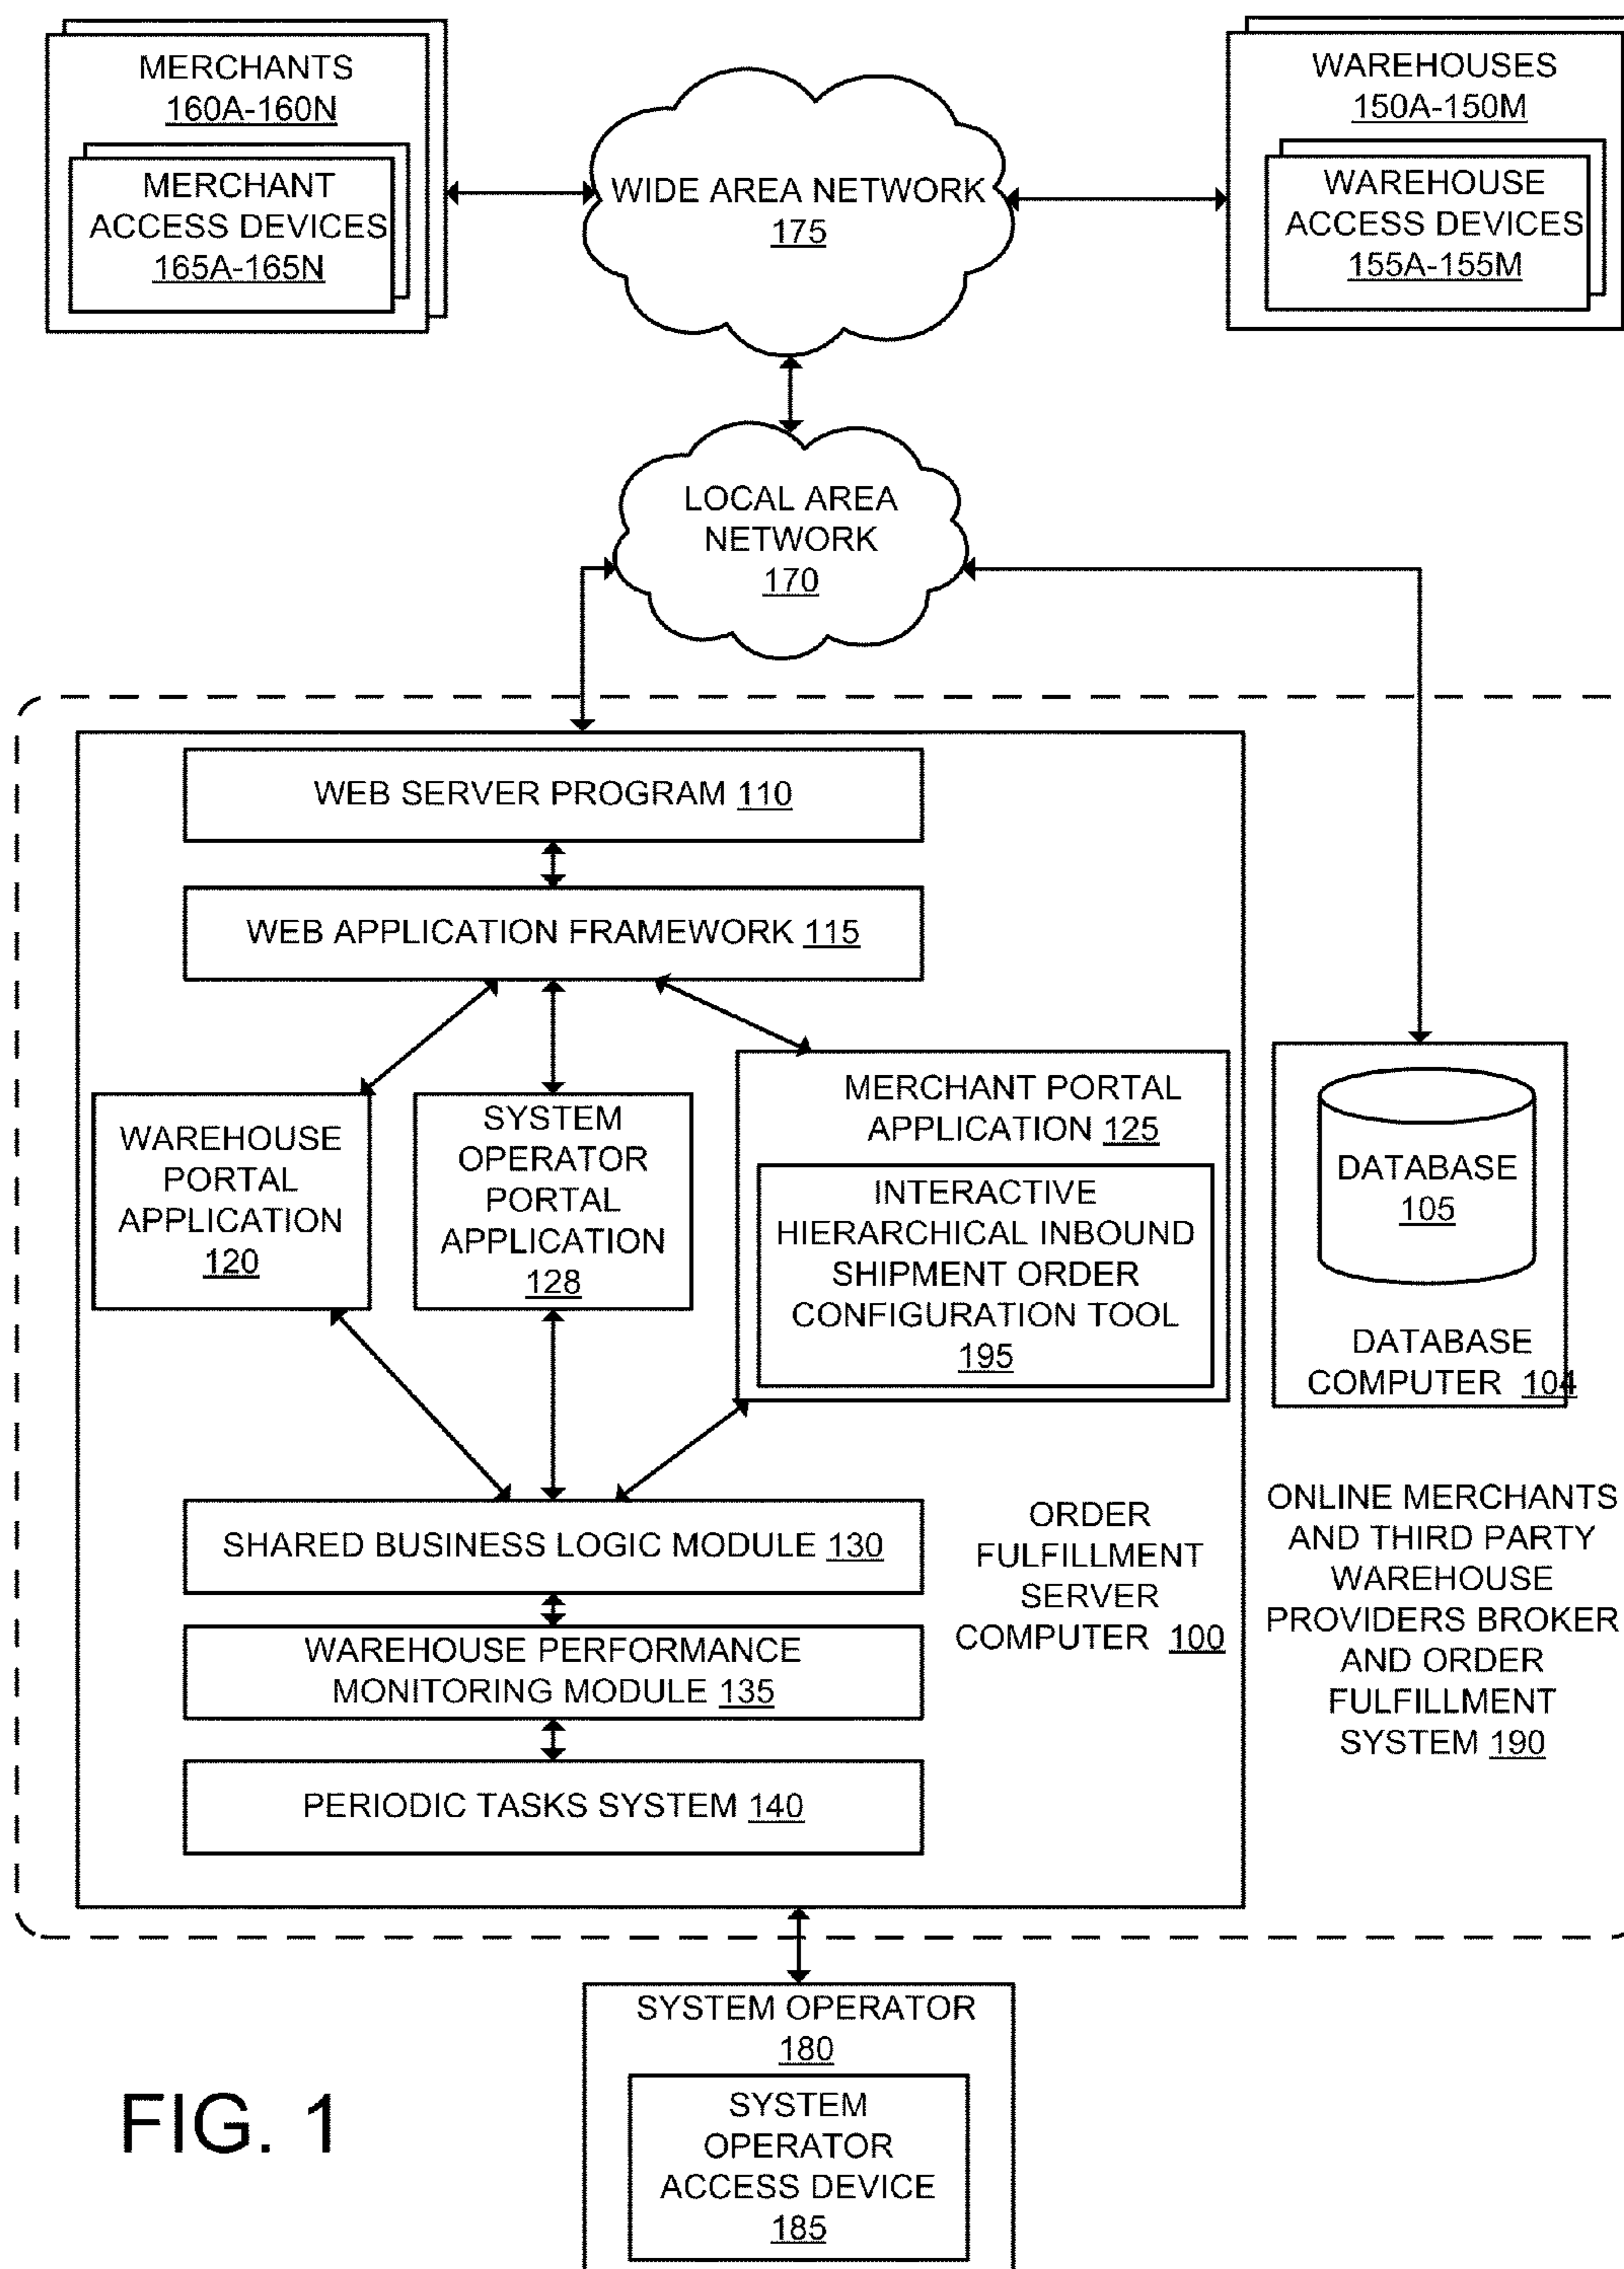 MERCHANTS
160A-160N
MERCHANT
ACCESS DEVICES
165A-165N
WIDE AREA NETWORK
175
WAREHOUSES
150A-150M
WAREHOUSE
ACCESS DEVICES
155A-155M
LOCAL AREA
NETWORK
170
WEB SERVER PROGRAM 110
WEB APPLICATION FRAMEWORK 115
WAREHOUSE
PORTAL
APPLICATION
120
SYSTEM
OPERATOR
PORTAL
APPLICATION
128
MERCHANT PORTAL
APPLICATION 125
INTERACTIVE
HIERARCHICAL INBOUND
SHIPMENT ORDER
CONFIGURATION TOOL
195
DATABASE
105
DATABASE
COMPUTER 104
SHARED BUSINESS LOGIC MODULE 130
WAREHOUSE PERFORMANCE
MONITORING MODULE 135
PERIODIC TASKS SYSTEM 140
ORDER
FULFILLMENT
SERVER
COMPUTER 100
ONLINE MERCHANTS
AND THIRD PARTY
WAREHOUSE
PROVIDERS BROKER
AND ORDER
FULFILLMENT
SYSTEM 190
SYSTEM OPERATOR
180
SYSTEM
OPERATOR
ACCESS DEVICE
185
FIG. 1